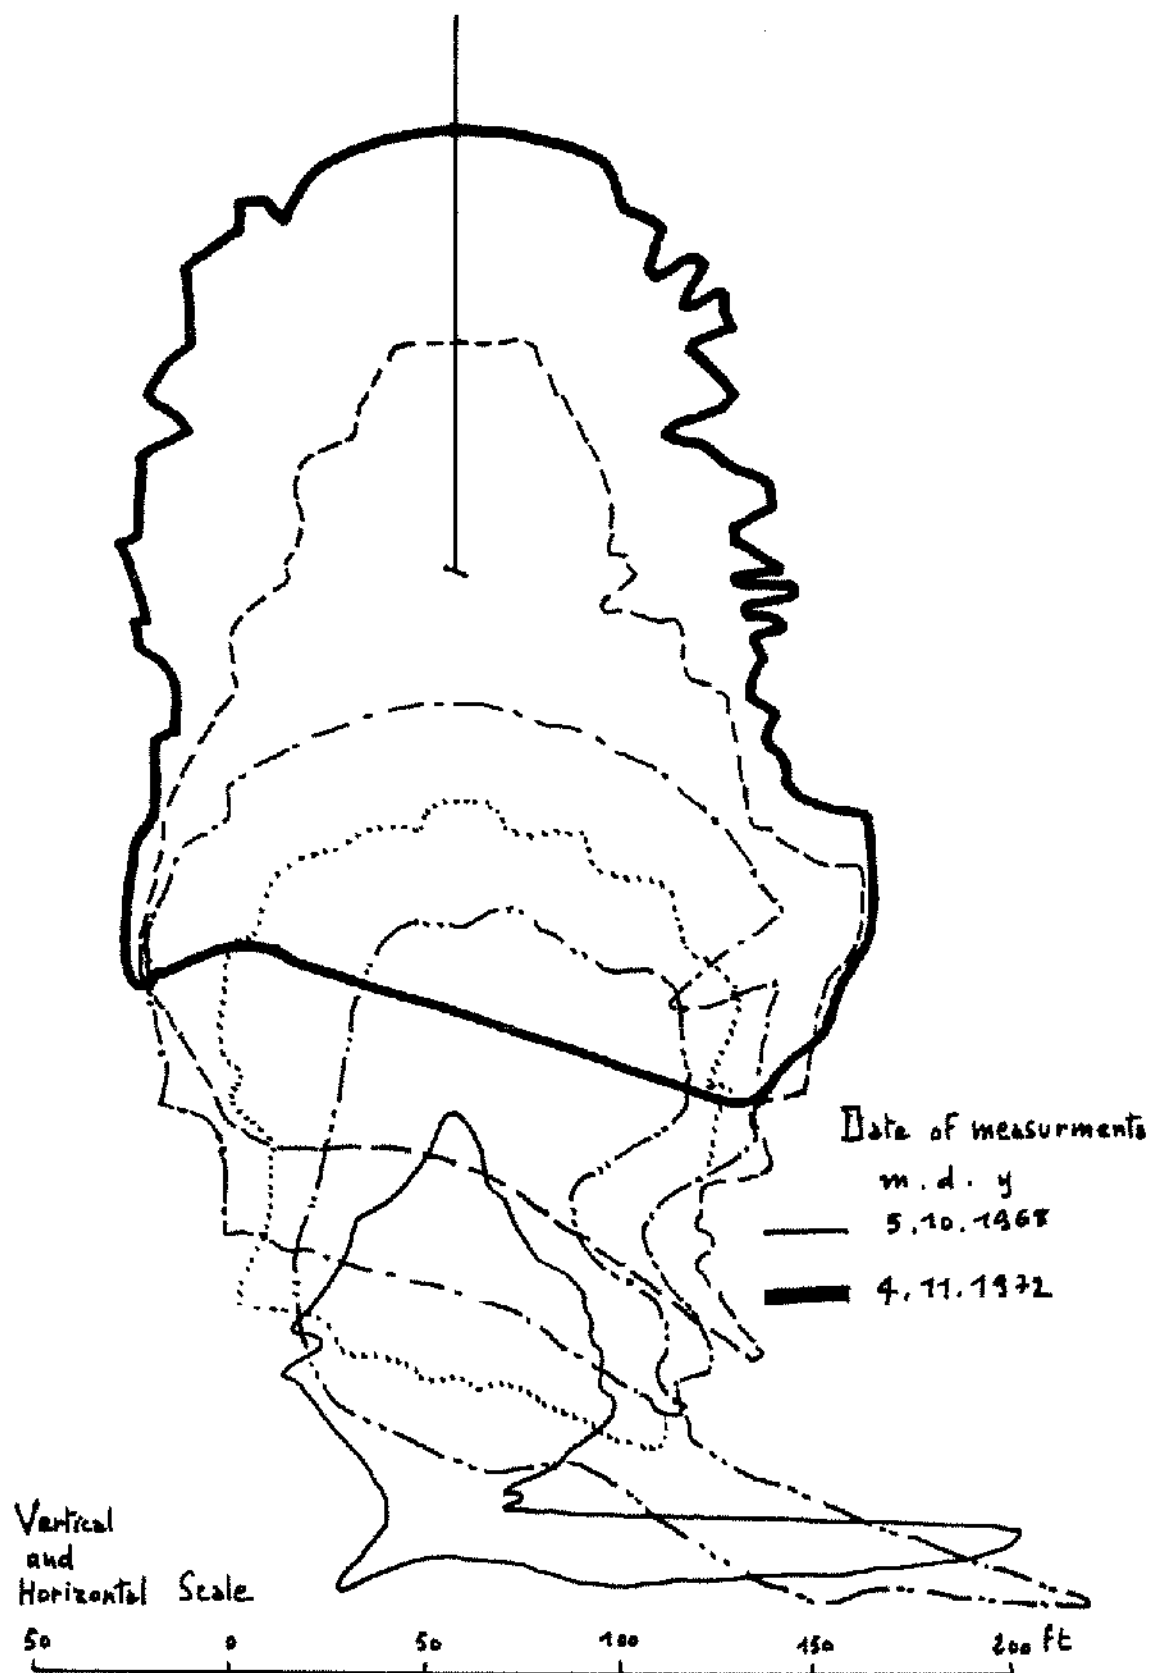 Date of measurments
m. d. y
5.10.1968
4.11.1972
Vertical
and
Horizontal Scale
50 0 50 100 150 200 ft